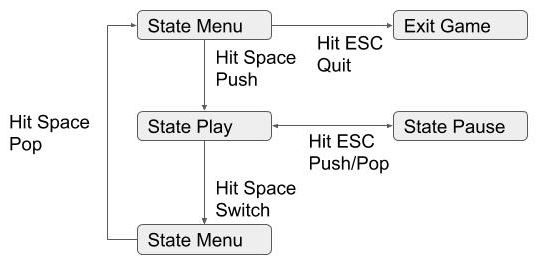 State Menu
Exit Game
Hit ESC
Quit
Hit Space
Push
Hit Space
Pop
State Play
State Pause
Hit ESC
Push/Pop
Hit Space
Switch
State Menu